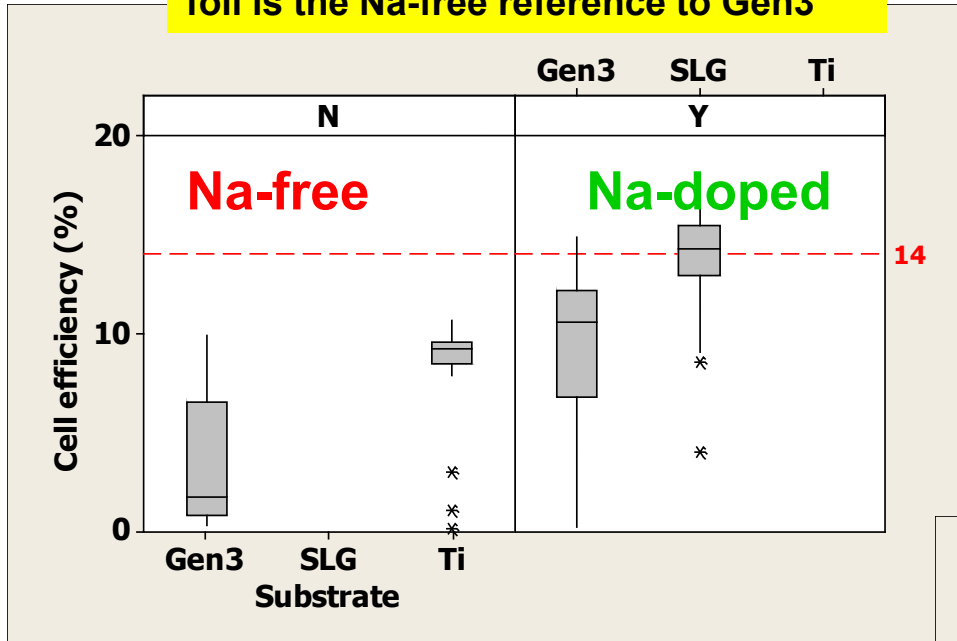 foil is the Na-free reference to Gen3
Gen3 SLG Ti
N Y
20
Na-free Na-doped
14
10
0
Cell efficiency (%)
Gen3 SLG Ti
Substrate